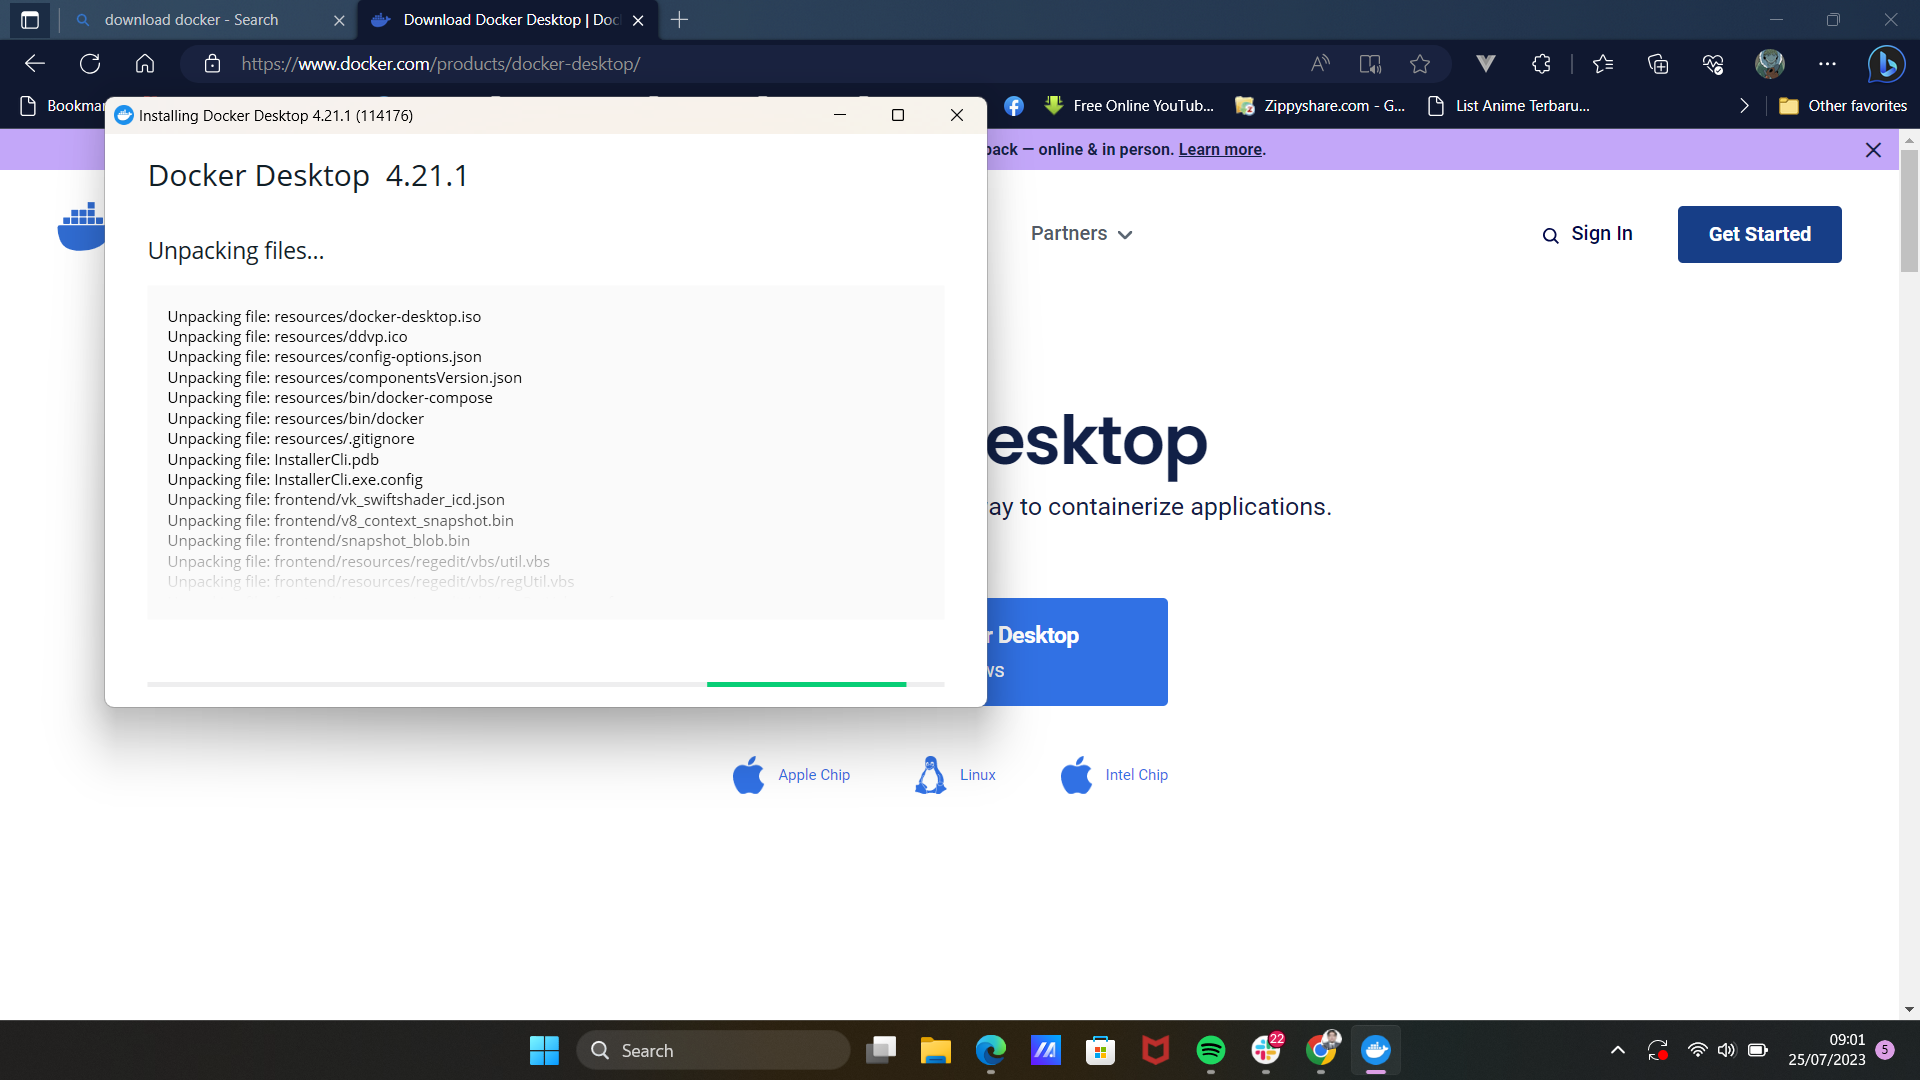 download docker - Search
Download Docker Desktop | Doc
https://www.docker.com/products/docker-desktop/
Free Online YouTub...
Zippyshare.com - G...
List Anime Terbaru...
Other favorites
Installing Docker Desktop 4.21.1 (114176)
back — online & in person. Learn more.
Docker Desktop 4.21.1
Partners
Sign In
Get Started
Unpacking files...
Unpacking file: resources/docker-desktop.iso
Unpacking file: resources/ddvp.ico
Unpacking file: resources/config-options.json
Unpacking file: resources/componentsVersion.json
Unpacking file: resources/bin/docker-compose
Unpacking file: resources/bin/docker
Unpacking file: resources/.gitignore
Unpacking file: InstallerCli.pdb
Unpacking file: InstallerCli.exe.config
Unpacking file: frontend/vk_swiftshader_icd.json
Unpacking file: frontend/v8_context_snapshot.bin
Unpacking file: frontend/snapshot_blob.bin
Unpacking file: frontend/resources/regedit/vbs/util.vbs
Unpacking file: frontend/resources/regedit/vbs/regUtil.vbs
esktop
ay to containerize applications.
r Desktop
ws
Apple Chip
Linux
Intel Chip
Search
22
09:01
25/07/2023
5